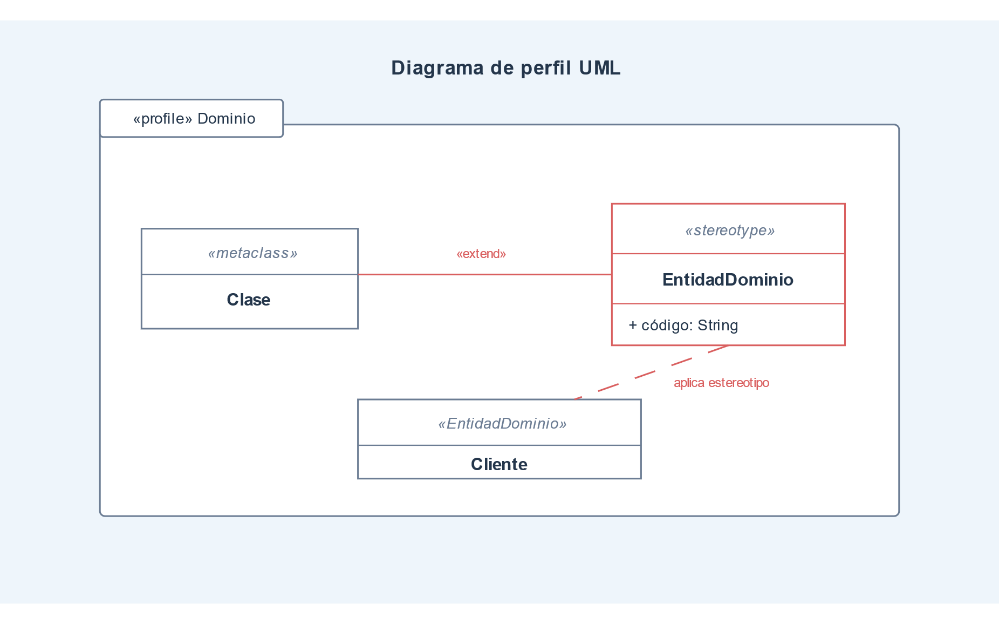 Diagrama de perfil UML
«profile» Dominio
«metaclass»
Clase
«extend»
«stereotype»
EntidadDominio
+ código: String
aplica estereotipo
«EntidadDominio»
Cliente